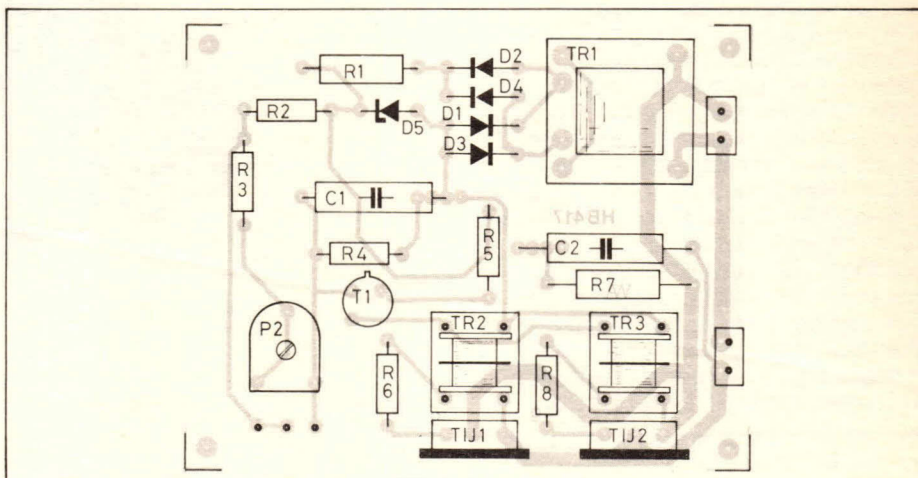 D2
TR1
R1
D4
R2
D5
D1
D3
R3
C1
HB417
R5
C2
R4
R7
T1
P2
TR2
TR3
R6
R8
TIJ1
TIJ2